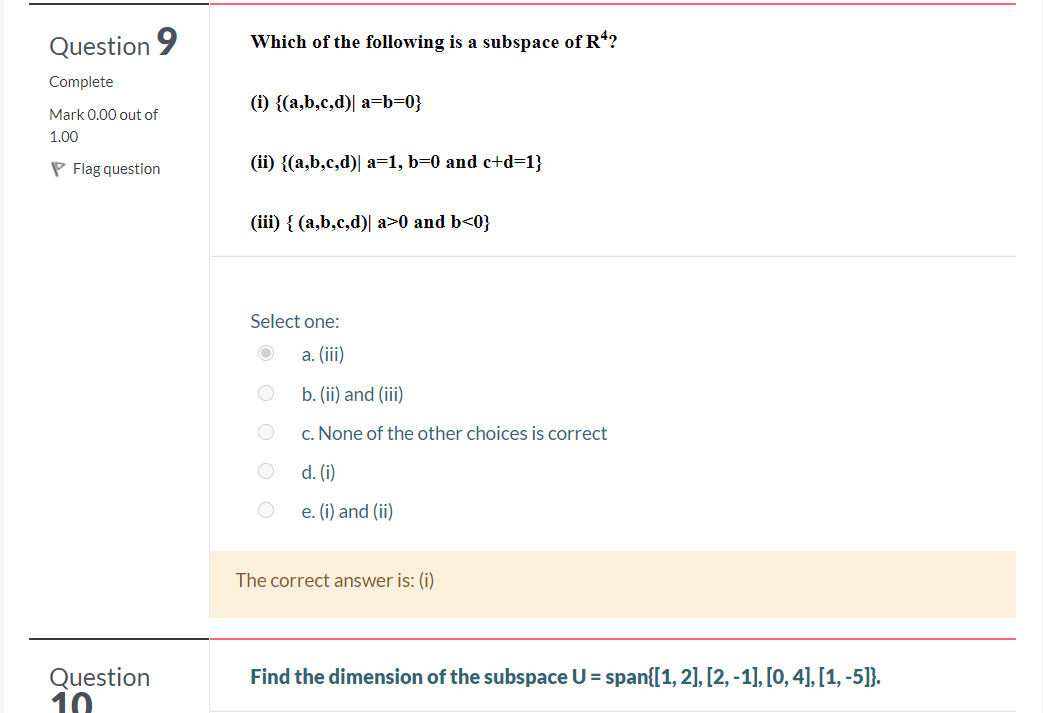 Question 9
Complete
Mark 0.00 out of
1.00
Flag question
Which of the following is a subspace of R⁴?
(i) {(a,b,c,d)| a=b=0}
(ii) {(a,b,c,d)| a=1, b=0 and c+d=1}
(iii) { (a,b,c,d)| a>0 and b<0}
Select one:
a. (iii)
b. (ii) and (iii)
c. None of the other choices is correct
d. (i)
e. (i) and (ii)
The correct answer is: (i)
Question
10
Find the dimension of the subspace U = span{[1, 2], [2, -1], [0, 4], [1, -5]}.